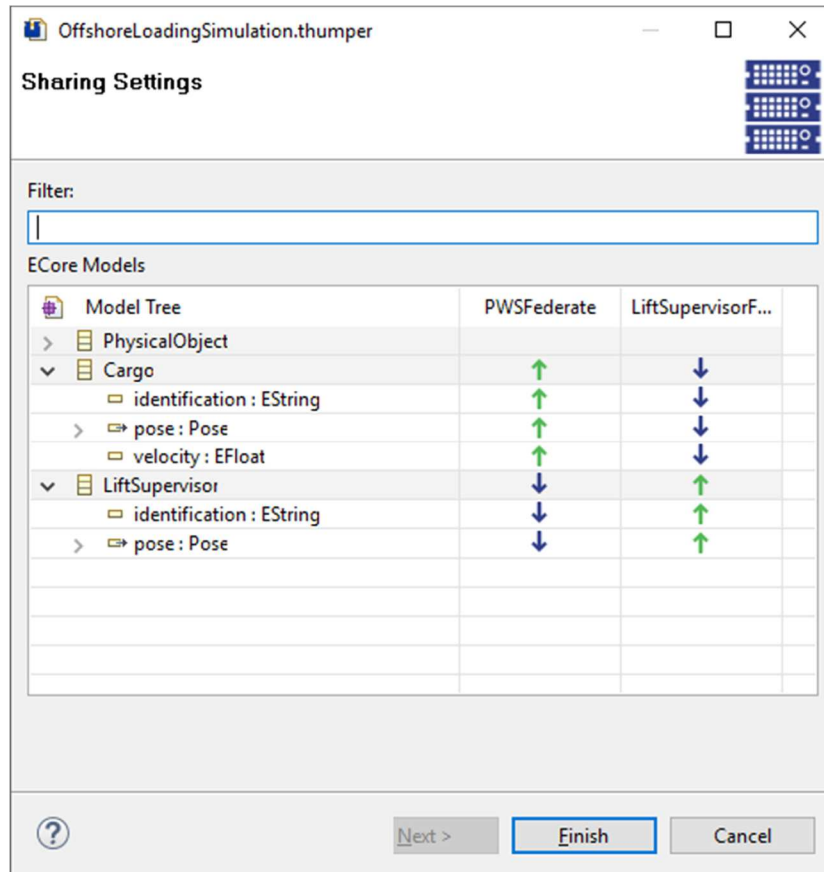 OffshoreLoadingSimulation.thumper
Sharing Settings
Filter:
ECore Models
Model Tree PWSFederate LiftSupervisorF...
PhysicalObject
Cargo
identification : EString
pose : Pose
velocity : EFloat
LiftSupervisor
identification : EString
pose : Pose
Next > Finish Cancel